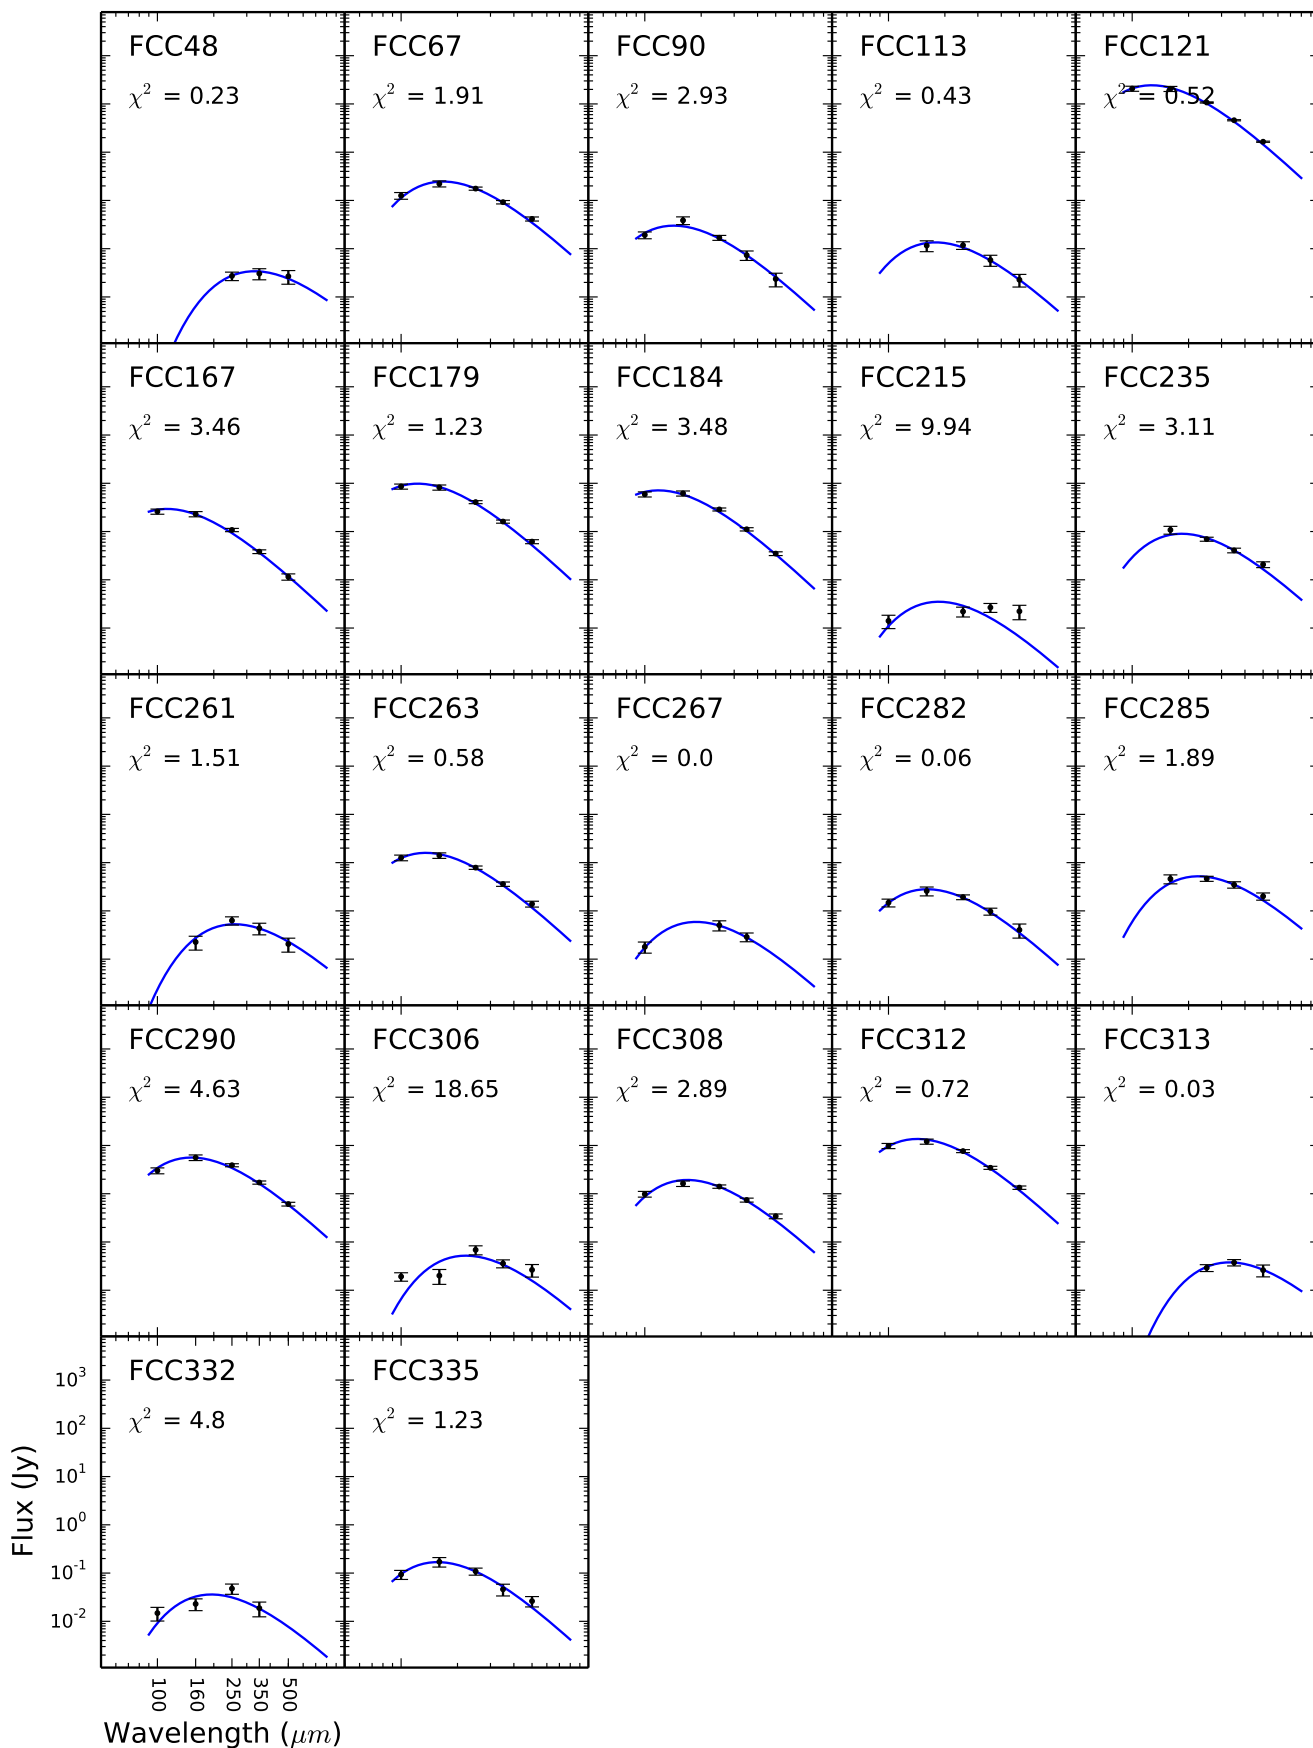 FCC48
χ² = 0.23
FCC67
χ² = 1.91
FCC90
χ² = 2.93
FCC113
χ² = 0.43
FCC121
χ² = 0.52
FCC167
χ² = 3.46
FCC179
χ² = 1.23
FCC184
χ² = 3.48
FCC215
χ² = 9.94
FCC235
χ² = 3.11
FCC261
χ² = 1.51
FCC263
χ² = 0.58
FCC267
χ² = 0.0
FCC282
χ² = 0.06
FCC285
χ² = 1.89
FCC290
χ² = 4.63
FCC306
χ² = 18.65
FCC308
χ² = 2.89
FCC312
χ² = 0.72
FCC313
χ² = 0.03
FCC332
χ² = 4.8
FCC335
χ² = 1.23
10³
10²
10¹
10⁰
10⁻¹
10⁻²
Flux (Jy)
100
160
250
350
500
Wavelength (μm)